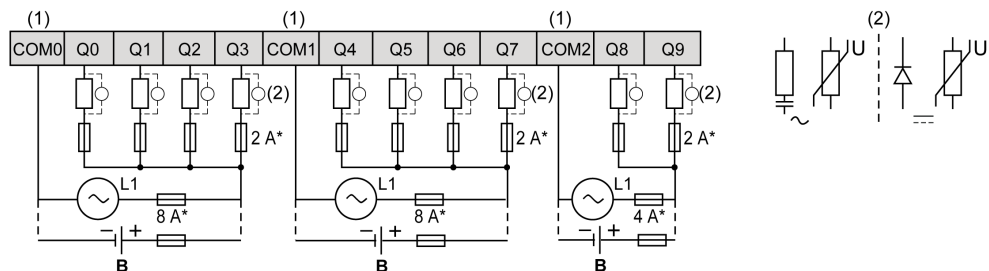 (1) (1) (1) (2)
COM0 Q0 Q1 Q2 Q3 COM1 Q4 Q5 Q6 Q7 COM2 Q8 Q9
U U
(2) (2) (2)
2 A* 2 A* 2 A*
L1 L1 L1
8 A* 8 A* 4 A*
− + − + − +
B B B